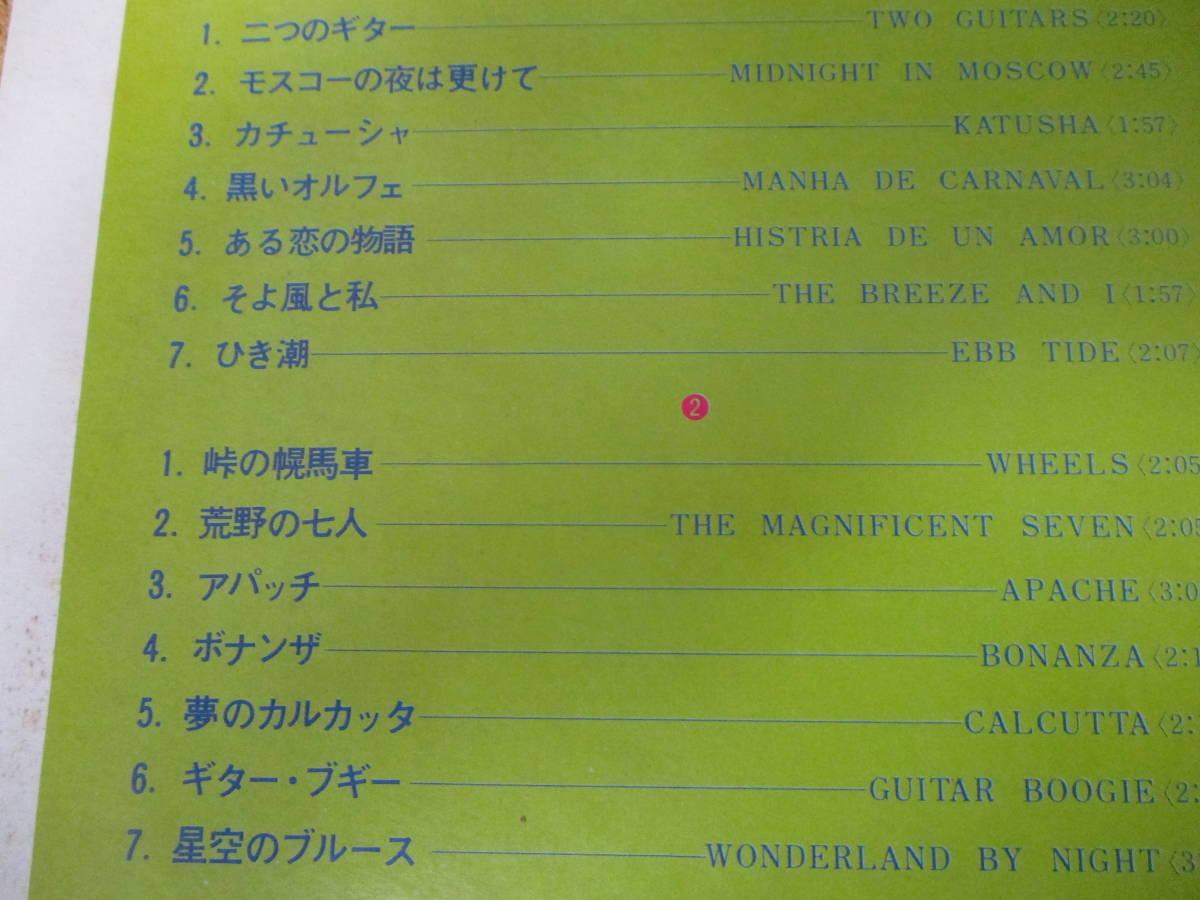 1. 二つのギター TWO GUITARS〈2:20〉
2. モスコーの夜は更けて MIDNIGHT IN MOSCOW〈2:45〉
3. カチューシャ KATUSHA〈1:57〉
4. 黒いオルフェ MANHA DE CARNAVAL〈3:04〉
5. ある恋の物語 HISTRIA DE UN AMOR〈3:00〉
6. そよ風と私 THE BREEZE AND I〈1:57〉
7. ひき潮 EBB TIDE〈2:07〉
2
1. 峠の幌馬車 WHEELS〈2:05
2. 荒野の七人 THE MAGNIFICENT SEVEN〈2:05
3. アパッチ APACHE〈3:0
4. ボナンザ BONANZA〈2:1
5. 夢のカルカッタ CALCUTTA〈2:
6. ギター・ブギー GUITAR BOOGIE〈2:
7. 星空のブルース WONDERLAND BY NIGHT〈3